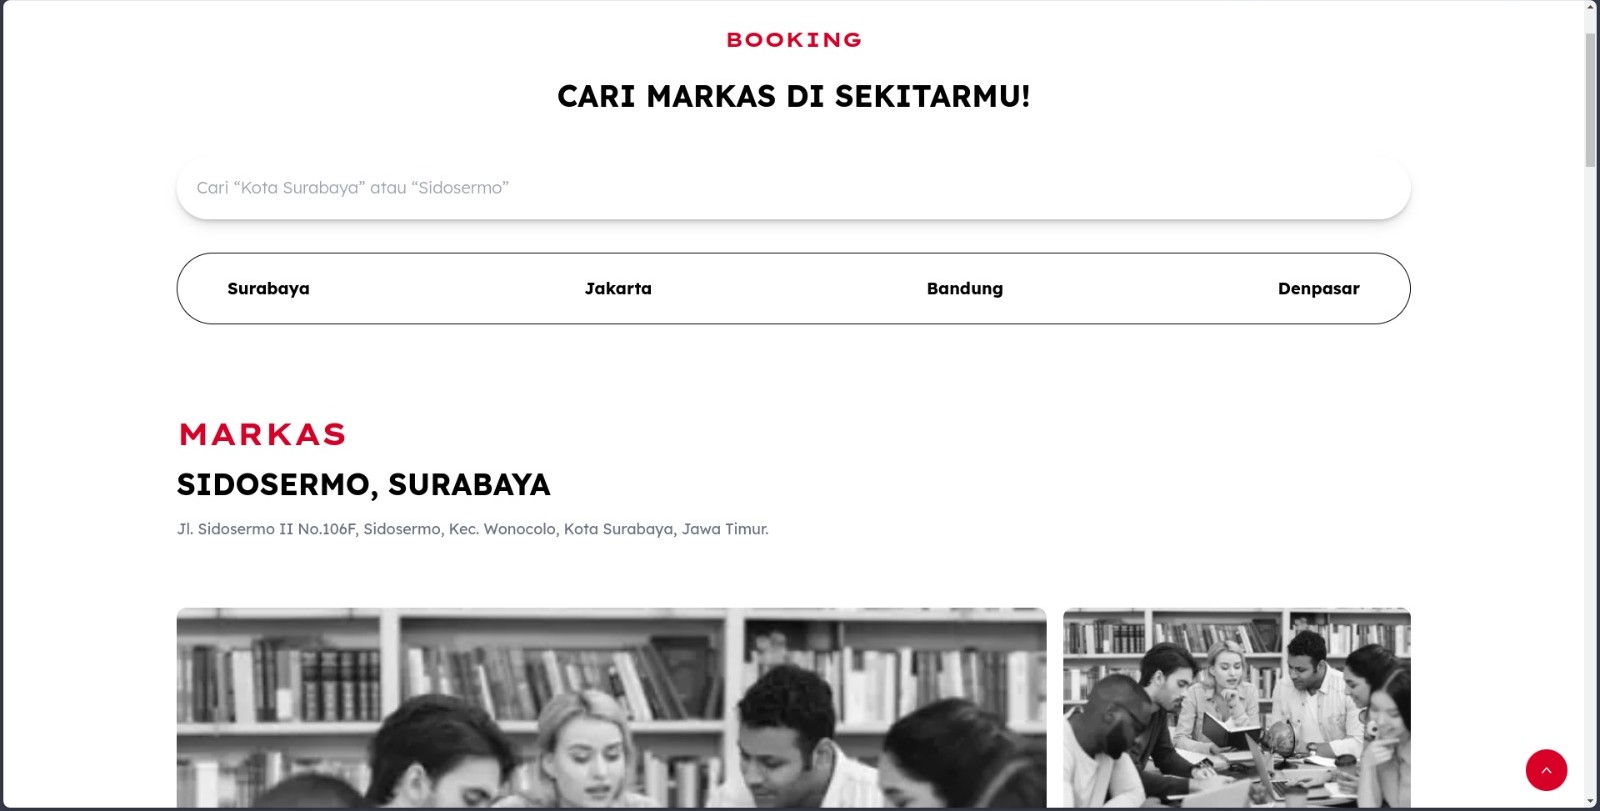 BOOKING
CARI MARKAS DI SEKITARMU!
Cari “Kota Surabaya” atau “Sidosermo”
Surabaya Jakarta Bandung Denpasar
MARKAS
SIDOSERMO, SURABAYA
Jl. Sidosermo II No.106F, Sidosermo, Kec. Wonocolo, Kota Surabaya, Jawa Timur.